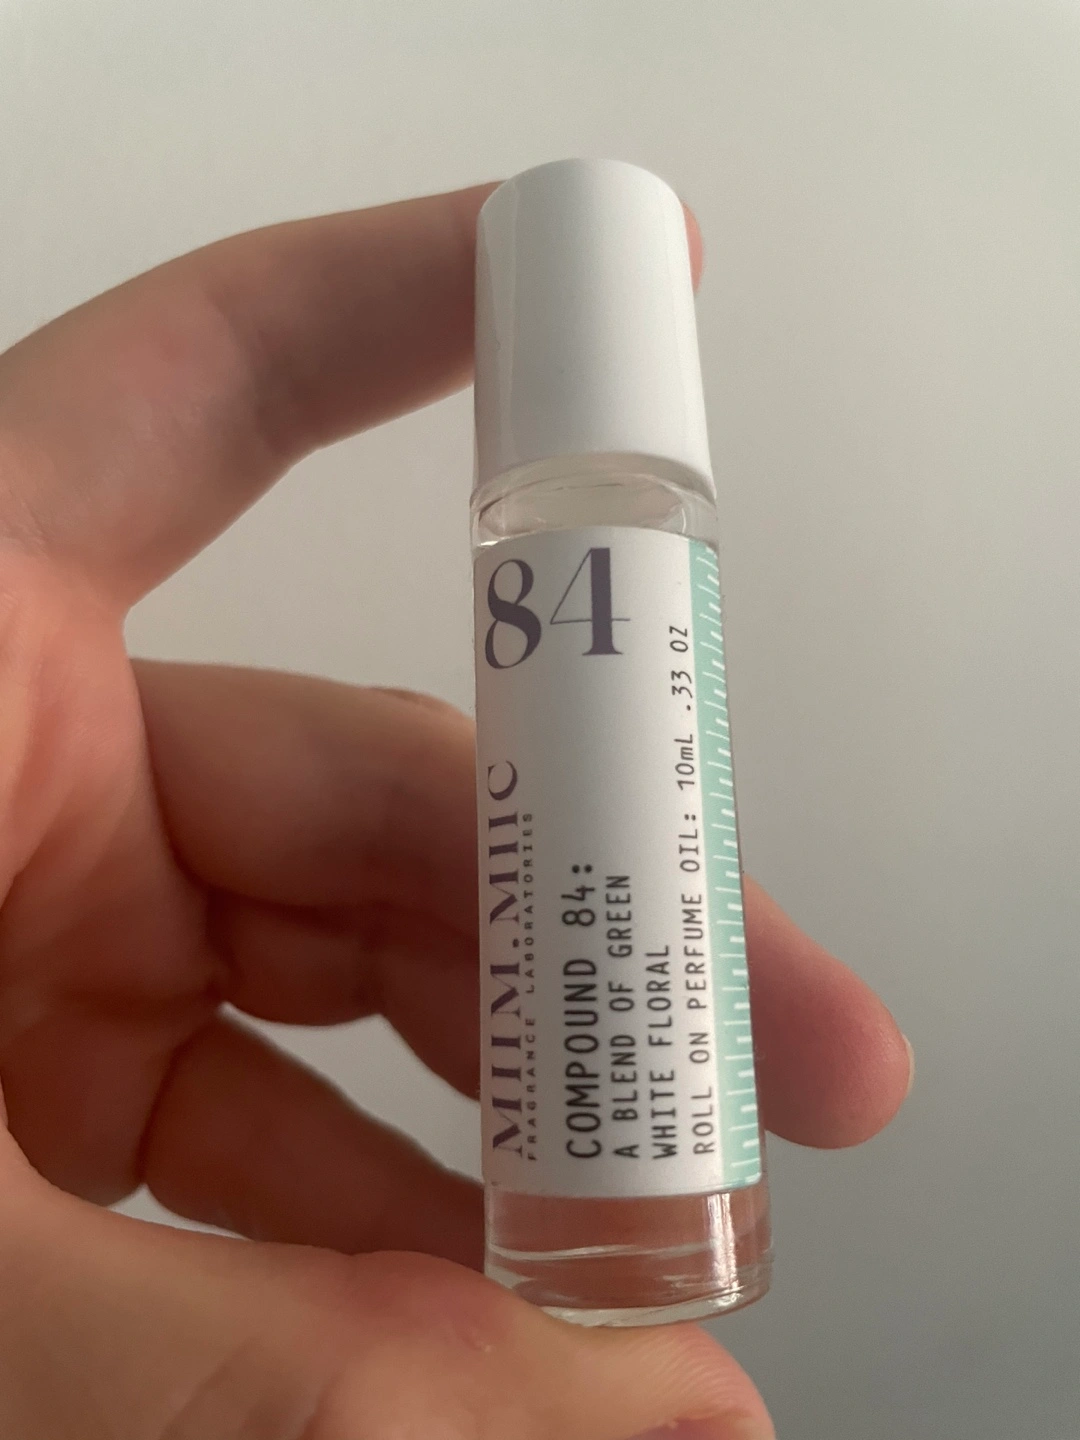 84
MIIM.MIIC
FRAGRANCE LABORATORIES
COMPOUND 84:
A BLEND OF GREEN
WHITE FLORAL
ROLL ON PERFUME OIL: 10mL .33 OZ